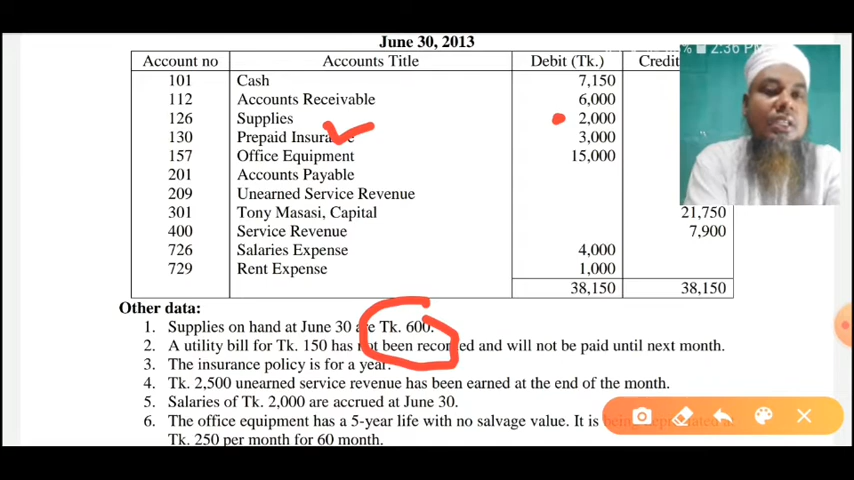 June 30, 2013
Account no Accounts Title Debit (Tk.) Credit
101 Cash 7,150
112 Accounts Receivable 6,000
126 Supplies 2,000
130 Prepaid 3,000
157 Office Equipment 15,000
201 Accounts Payable
209 Unearned Service Revenue
301 Tony Masasi, Capital 21,750
400 Service Revenue 7,900
726 Salaries Expense 4,000
729 Rent Expense 1,000
38,150 38,150
Other data:
1. Supplies on hand at June 30 are Tk. 600.
2. A utility bill for Tk. 150 has not been recorded and will not be paid until next month.
3. The insurance policy is for a year.
4. Tk. 2,500 unearned service revenue has been earned at the end of the month.
5. Salaries of Tk. 2,000 are accrued at June 30.
6. The office equipment has a 5-year life with no salvage value. It is being
Tk. 250 per month for 60 month.
2:36 PM